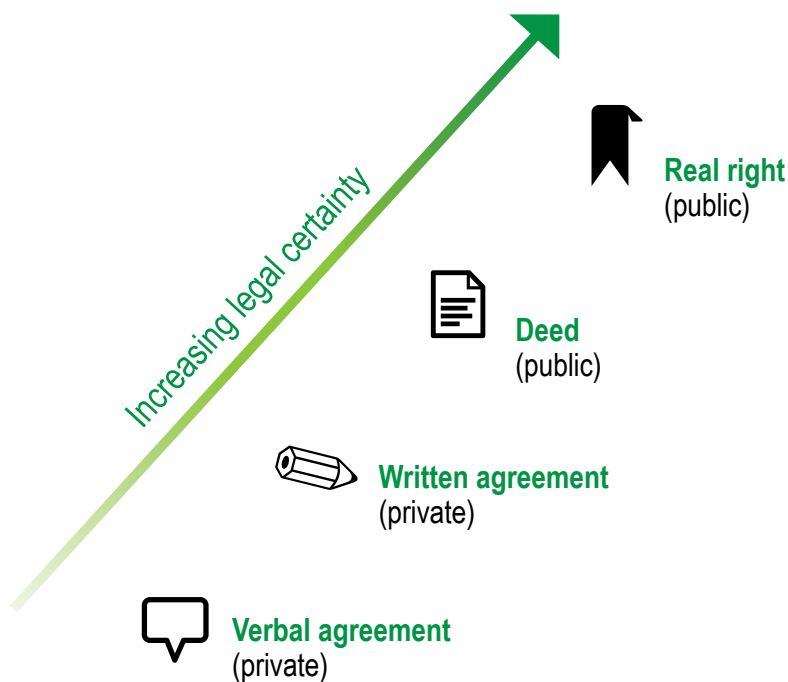 Real right
(public)
Increasing legal certainty
Deed
(public)
Written agreement
(private)
Verbal agreement
(private)